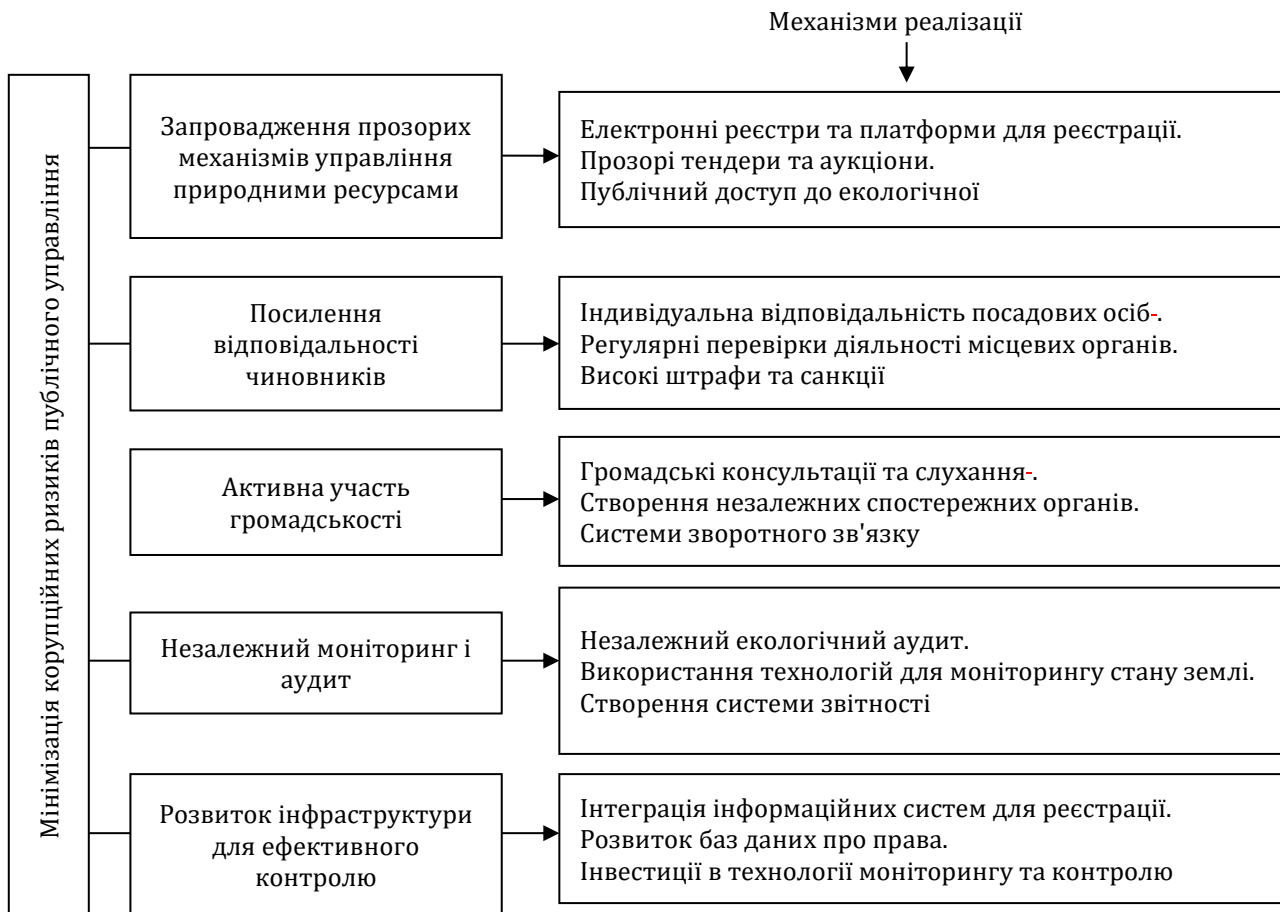 Механізми реалізації
Мінімізація корупційних ризиків публічного управління
Запровадження прозорих
механізмів управління
природними ресурсами
Електронні реєстри та платформи для реєстрації.
Прозорі тендери та аукціони.
Публічний доступ до екологічної
Посилення
відповідальності
чиновників
Індивідуальна відповідальність посадових осіб-.
Регулярні перевірки діяльності місцевих органів.
Високі штрафи та санкції
Активна участь
громадськості
Громадські консультації та слухання-.
Створення незалежних спостережних органів.
Системи зворотного зв'язку
Незалежний моніторинг і
аудит
Незалежний екологічний аудит.
Використання технологій для моніторингу стану землі.
Створення системи звітності
Розвиток інфраструктури
для ефективного
контролю
Інтеграція інформаційних систем для реєстрації.
Розвиток баз даних про права.
Інвестиції в технології моніторингу та контролю